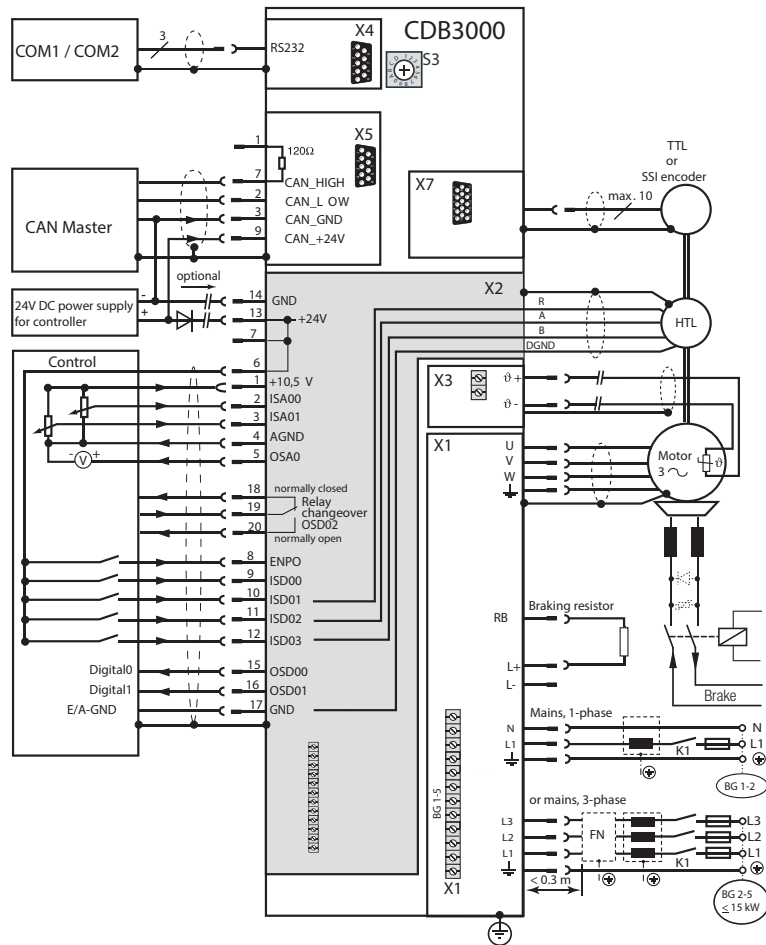 CDB3000
COM1 / COM2
3
RS232
X4
S3
1
120Ω
X5
7
CAN_HIGH
2
CAN_L OW
3
CAN_GND
9
CAN_+24V
CAN Master
X7
TTL
or
SSI encoder
max. 10
optional
24V DC power supply
for controller
-
+
14
GND
13
+24V
7
X2
R
A
B
DGND
HTL
Control
6
1
+10,5 V
2
ISA00
3
ISA01
4
AGND
5
OSA0
- V +
X3
ϑ +
ϑ -
X1
U
V
W
Motor
3 ~
ϑ
18
normally closed
19
Relay
changeover
20
OSD02
normally open
8
ENPO
9
ISD00
10
ISD01
11
ISD02
12
ISD03
Digital0
15
OSD00
Digital1
16
OSD01
E/A-GND
17
GND
RB
Braking resistor
L+
L-
Brake
Mains, 1-phase
N
L1
K1
N
L1
BG 1-2
BG 1-5
X1
or mains, 3-phase
L3
L2
L1
FN
K1
L3
L2
L1
< 0.3 m
BG 2-5
≤ 15 kW